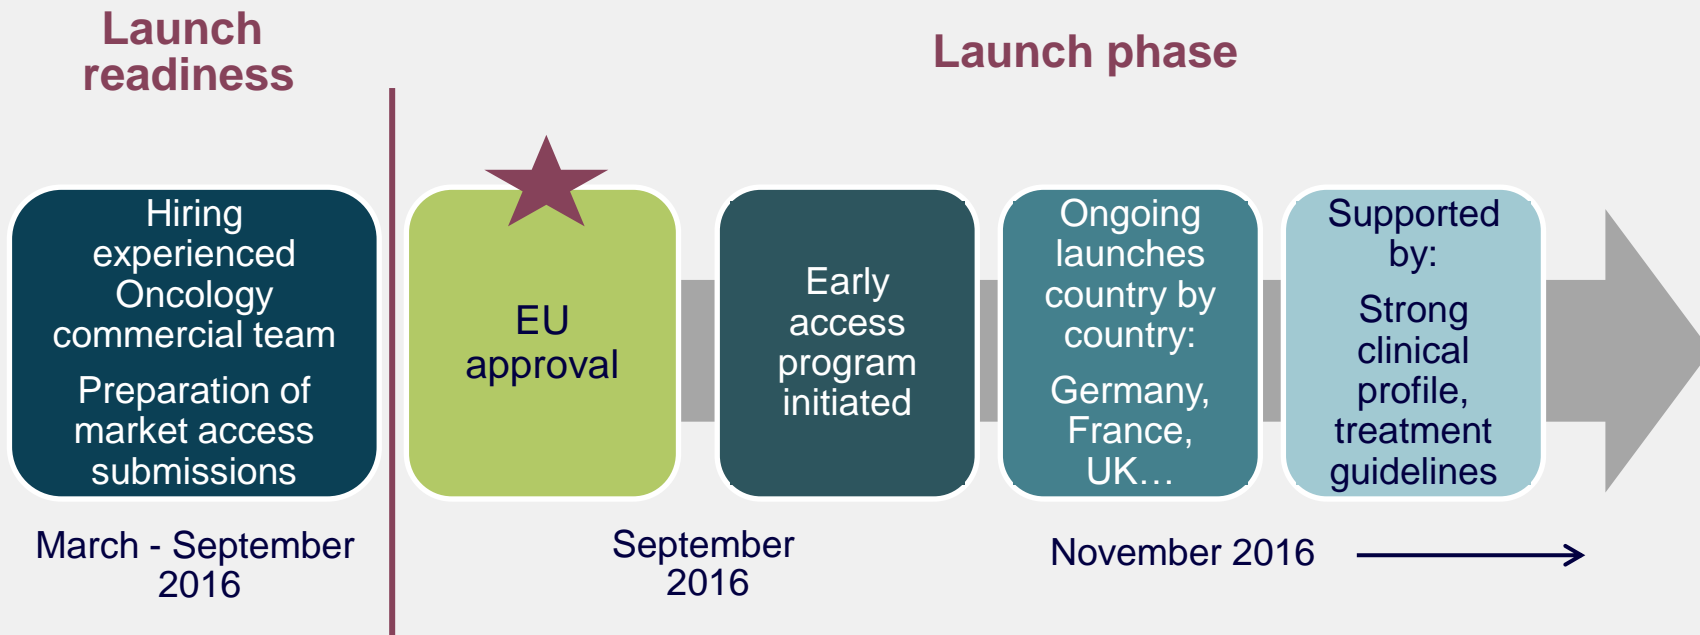 Launch
readiness
Launch phase
Hiring
experienced
Oncology
commercial team
Preparation of
market access
submissions
EU
approval
Early
access
program
initiated
Ongoing
launches
country by
country:
Germany,
France,
UK…
Supported
by:
Strong
clinical
profile,
treatment
guidelines
March - September
2016
September
2016
November 2016